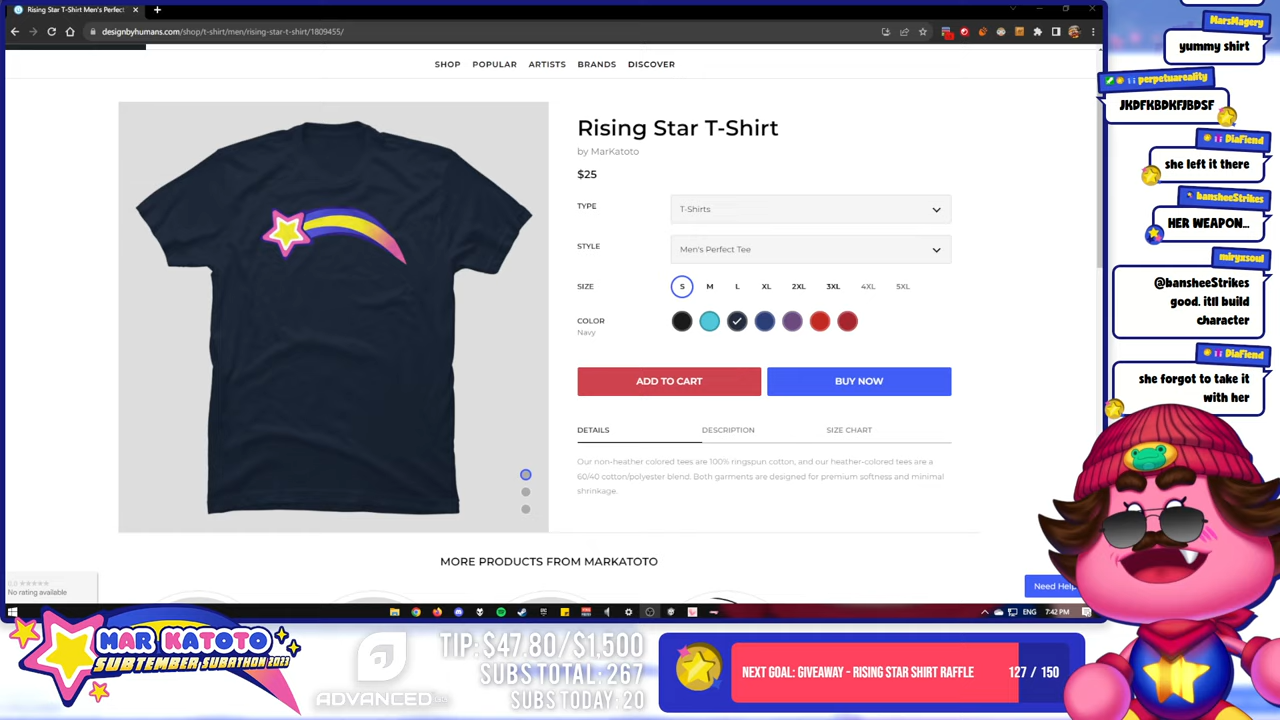 Rising Star T-Shirt Men's Perfect
designbyhumans.com/shop/t-shirt/men/rising-star-t-shirt/1809455/
SHOP POPULAR ARTISTS BRANDS DISCOVER
Rising Star T-Shirt
by MarKatoto
$25
TYPE T-Shirts
STYLE Men's Perfect Tee
SIZE S M L XL 2XL 3XL 4XL 5XL
COLOR
Navy
ADD TO CART BUY NOW
DETAILS DESCRIPTION SIZE CHART
Our non-heather colored tees are 100% ringspun cotton, and our heather-colored tees are a
60/40 cotton/polyester blend. Both garments are designed for premium softness and minimal
shrinkage.
MORE PRODUCTS FROM MARKATOTO
0.0
No rating available
Need Help
ENG 7:42 PM
MarsMagery
yummy shirt
perpetuareality
JKDFKBDKFJBDSF
DiaFiend
she left it there
bansheeStrikes
HER WEAPON...
miryxsoul
@bansheeStrikes
good. itll build
character
DiaFiend
she forgot to take it
with her
MAR KATOTO
SUBTEMBER SUBATHON 2023
ADVANCED
TIP: $47.80/$1,500
SUBS TOTAL: 267
SUBS TODAY: 20
NEXT GOAL: GIVEAWAY - RISING STAR SHIRT RAFFLE 127 / 150